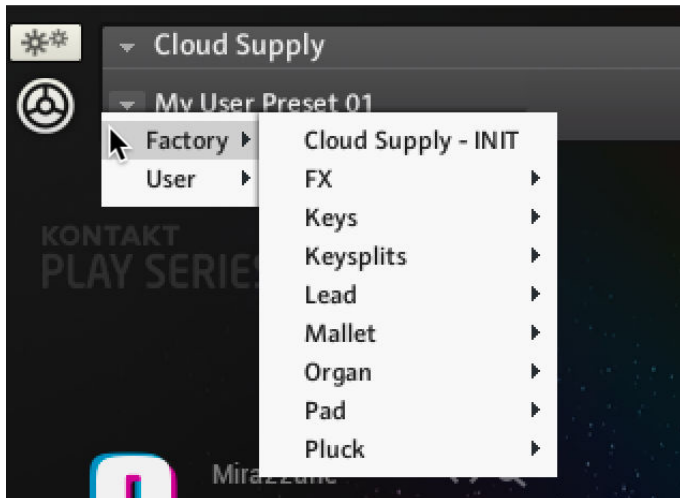 Cloud Supply
My User Preset 01
Factory
User
Cloud Supply - INIT
FX
Keys
Keysplits
Lead
Mallet
Organ
Pad
Pluck
KONTAKT
PLAY SERIES